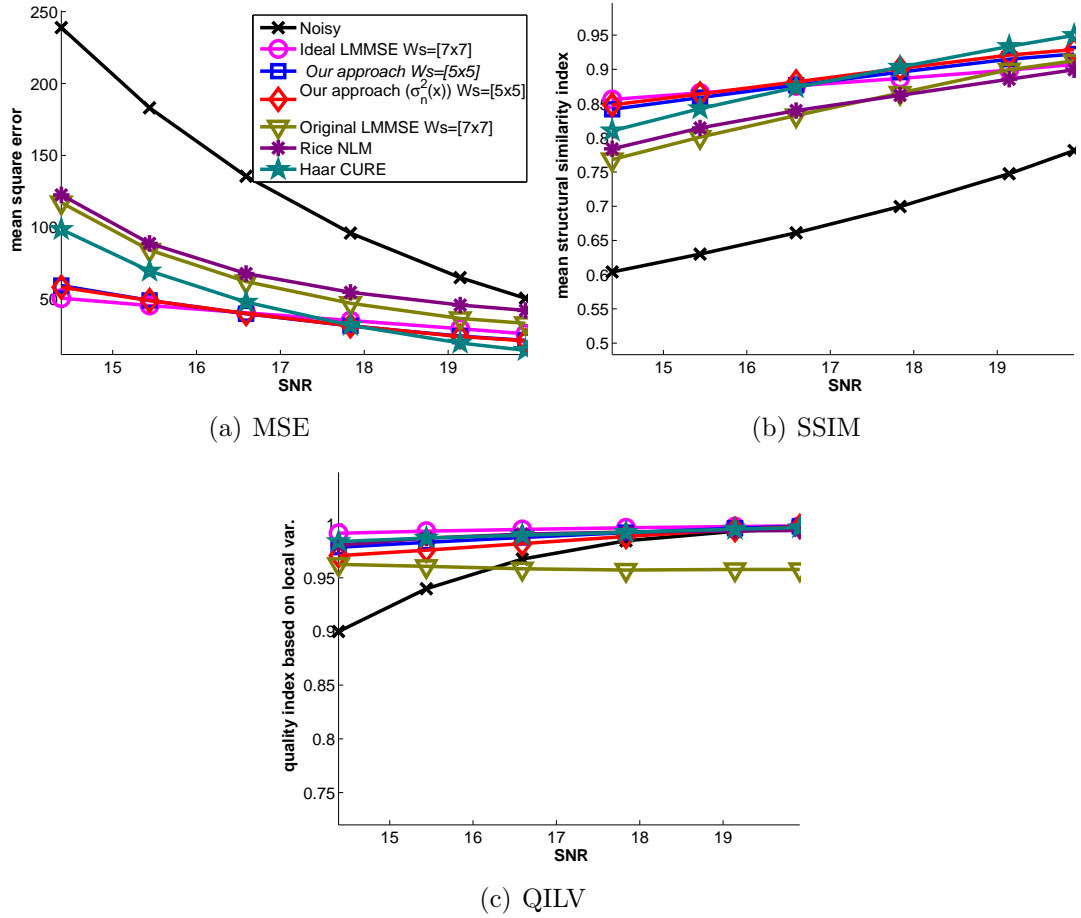 250
200
150
100
50
mean square error
15
16
17
18
19
SNR
Noisy
Ideal LMMSE Ws=[7x7]
Our approach Ws=[5x5]
Our approach (σn²(x)) Ws=[5x5]
Original LMMSE Ws=[7x7]
Rice NLM
Haar CURE
(a) MSE
0.95
0.9
0.85
0.8
0.75
0.7
0.65
0.6
0.55
0.5
mean structural similarity index
15
16
17
18
19
SNR
(b) SSIM
1
0.95
0.9
0.85
0.8
0.75
quality index based on local var.
15
16
17
18
19
SNR
(c) QILV